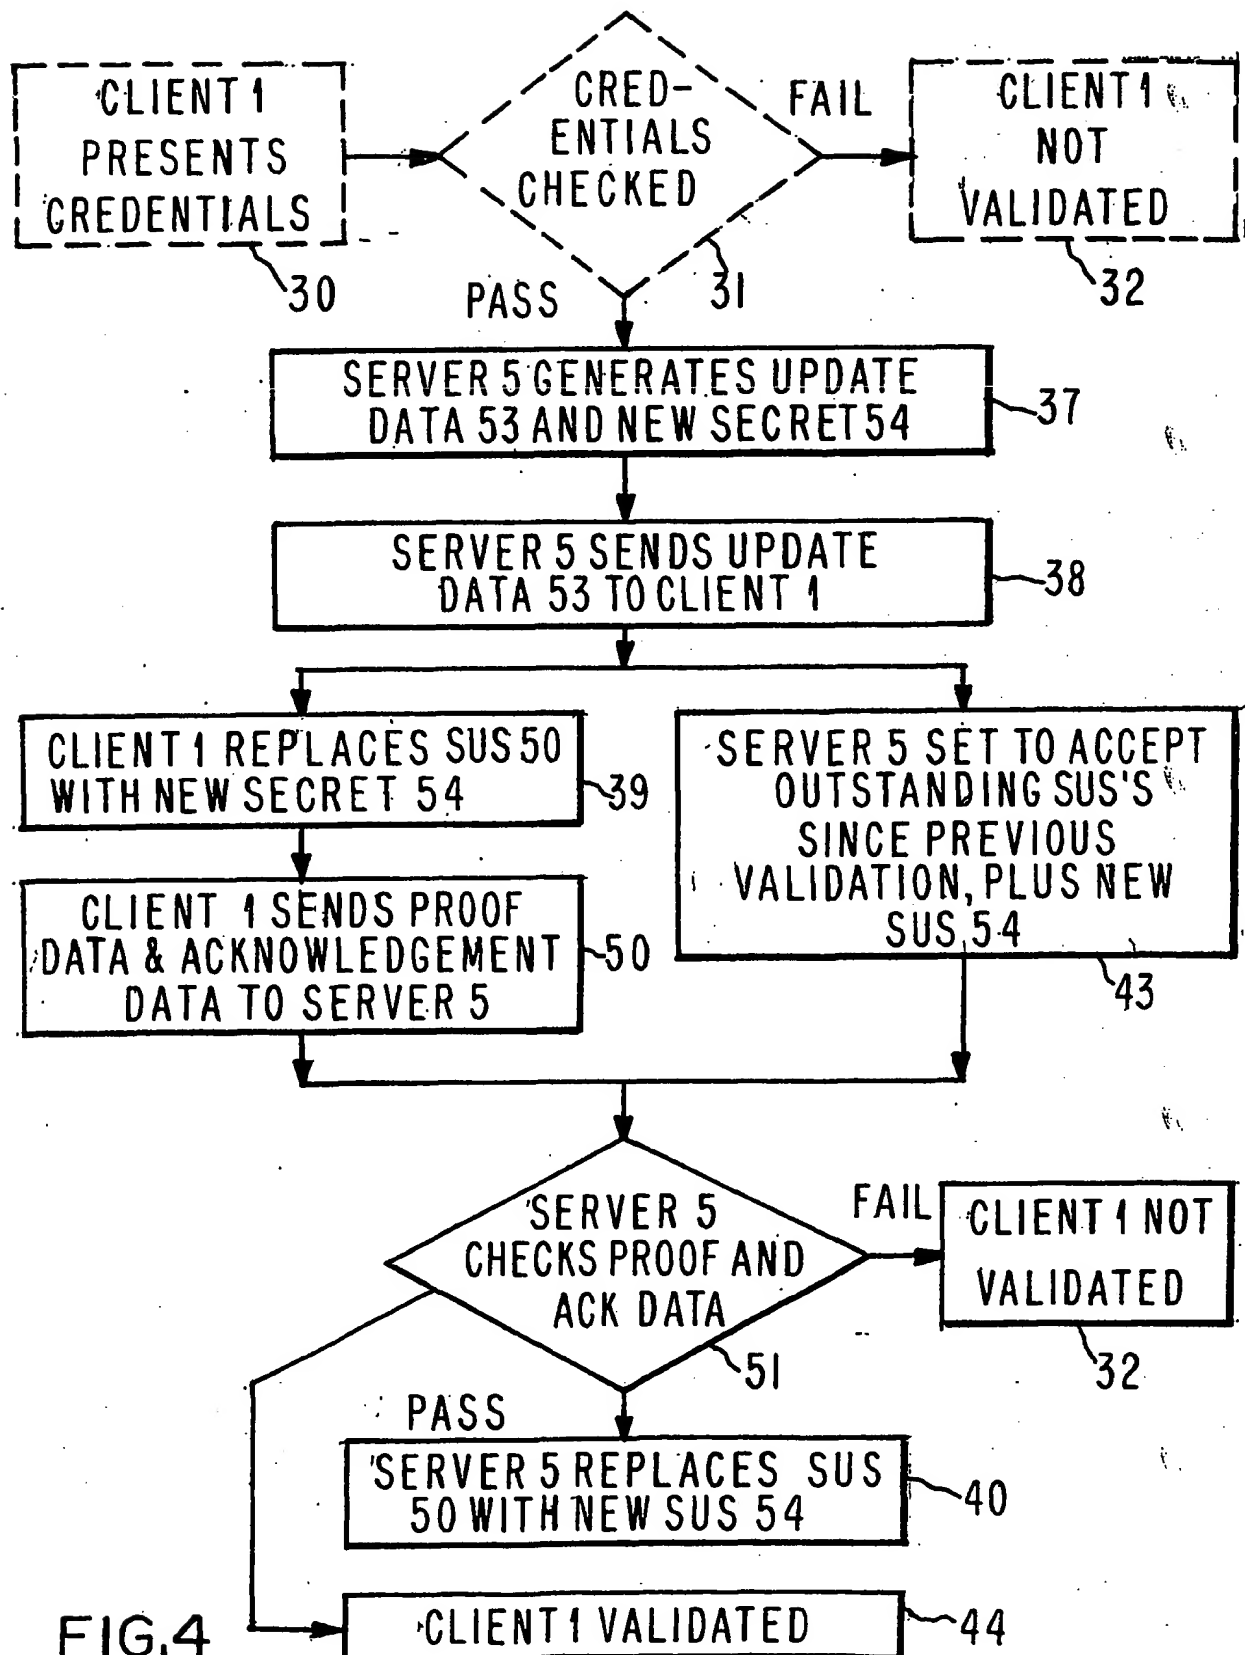 CLIENT 1
PRESENTS
CREDENTIALS
30
CRED-
ENTIALS
CHECKED
31
FAIL
CLIENT 1
NOT
VALIDATED
32
PASS
SERVER 5 GENERATES UPDATE
DATA 53 AND NEW SECRET 54
37
SERVER 5 SENDS UPDATE
DATA 53 TO CLIENT 1
38
CLIENT 1 REPLACES SUS 50
WITH NEW SECRET 54
39
SERVER 5 SET TO ACCEPT
OUTSTANDING SUS'S
SINCE PREVIOUS
VALIDATION, PLUS NEW
SUS 54
43
CLIENT 1 SENDS PROOF
DATA & ACKNOWLEDGEMENT
DATA TO SERVER 5
50
SERVER 5
CHECKS PROOF AND
ACK DATA
51
FAIL
CLIENT 1 NOT
VALIDATED
32
PASS
SERVER 5 REPLACES SUS
50 WITH NEW SUS 54
40
CLIENT 1 VALIDATED
44
FIG.4